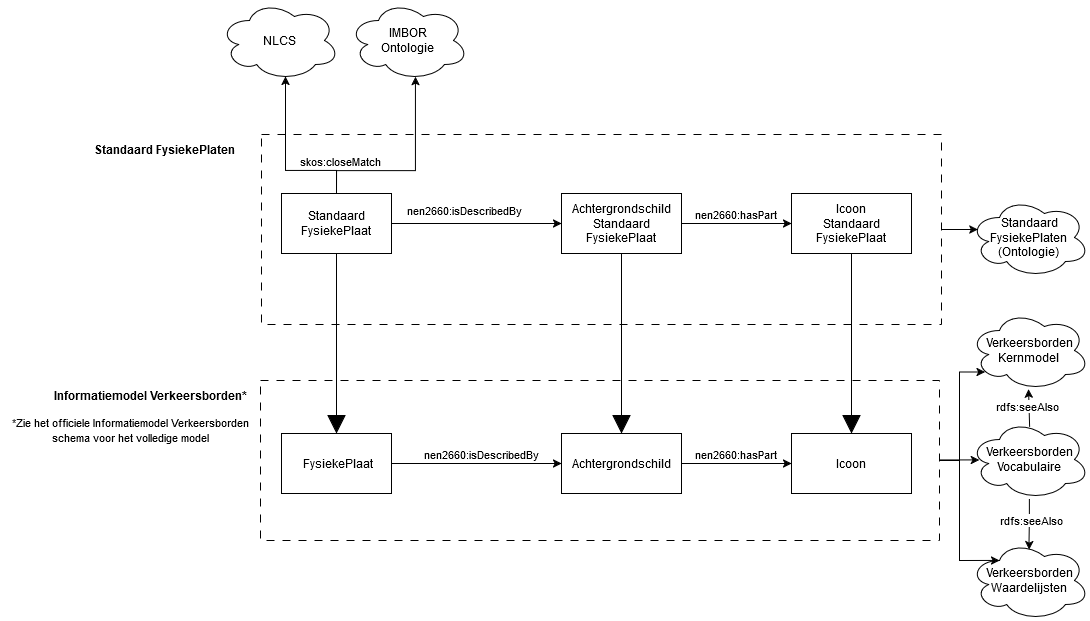 NLCS
IMBOR
Ontologie
Standaard FysiekePlaten
skos:closeMatch
Standaard
FysiekePlaat
nen2660:isDescribedBy
Achtergrondschild
Standaard
FysiekePlaat
nen2660:hasPart
Icoon
Standaard
FysiekePlaat
Standaard
FysiekePlaten
(Ontologie)
Informatiemodel Verkeersborden*
*Zie het officiele Informatiemodel Verkeersborden
schema voor het volledige model
FysiekePlaat
nen2660:isDescribedBy
Achtergrondschild
nen2660:hasPart
Icoon
Verkeersborden
Kernmodel
rdfs:seeAlso
Verkeersborden
Vocabulaire
rdfs:seeAlso
Verkeersborden
Waardelijsten